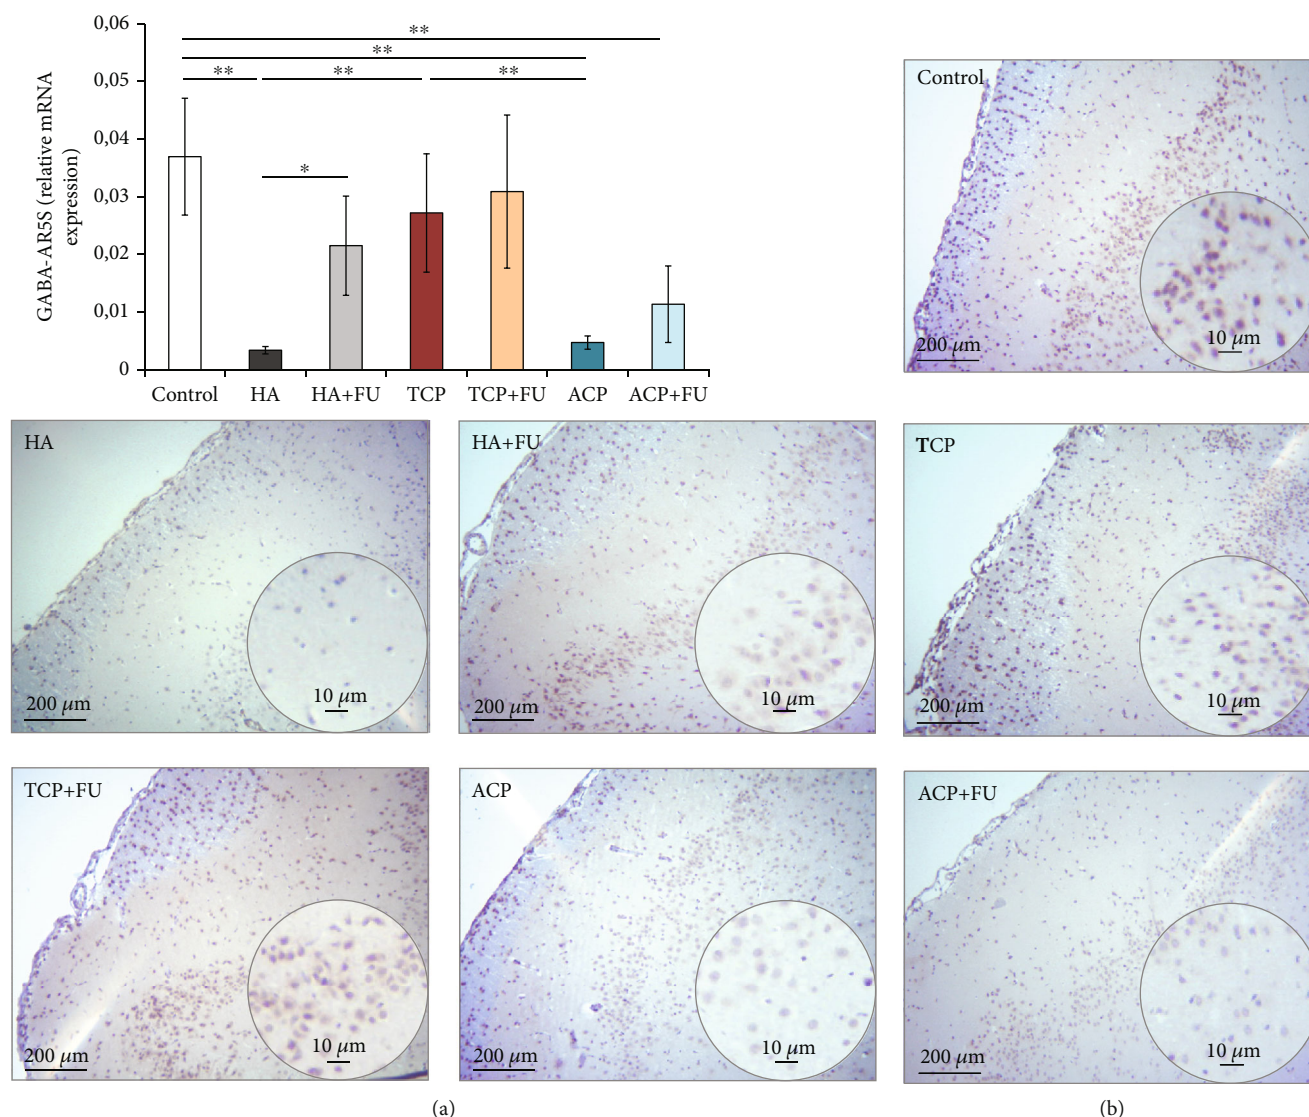 0,06
0,05
0,04
0,03
0,02
0,01
0
GABA-AR5S (relative mRNA
expression)
**
**
** ** **
*
Control HA HA+FU TCP TCP+FU ACP ACP+FU
Control
200 µm
10 µm
HA
200 µm
10 µm
HA+FU
200 µm
10 µm
TCP
200 µm
10 µm
TCP+FU
200 µm
10 µm
ACP
200 µm
10 µm
ACP+FU
200 µm
10 µm
(a) (b)